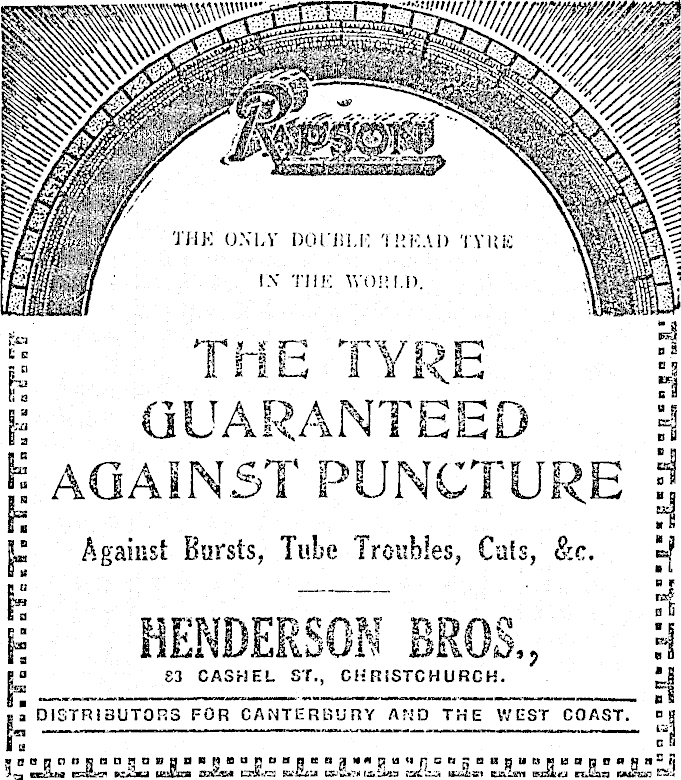 RAPSON
THE ONLY DOUBLE TREAD TYRE
IN THE WORLD.
THE TYRE
GUARANTEED
AGAINST PUNCTURE
Against Bursts, Tube Troubles, Cuts, &c.
HENDERSON BROS.,
83 CASHEL ST., CHRISTCHURCH.
DISTRIBUTORS FOR CANTERBURY AND THE WEST COAST.